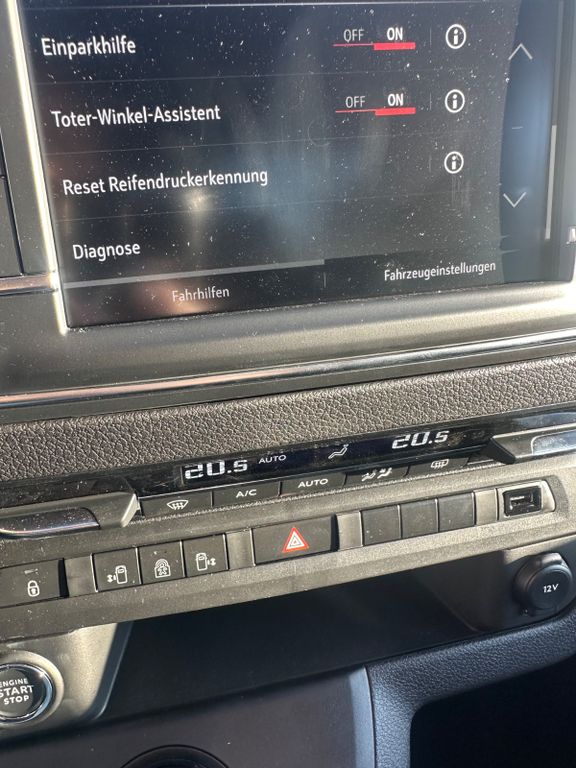 Einparkhilfe OFF ON i
Toter-Winkel-Assistent OFF ON i
Reset Reifendruckerkennung i
Diagnose
Fahrhilfen Fahrzeugeinstellungen
20.5 AUTO 20.5
A/C AUTO
12V
ENGINE
START
STOP